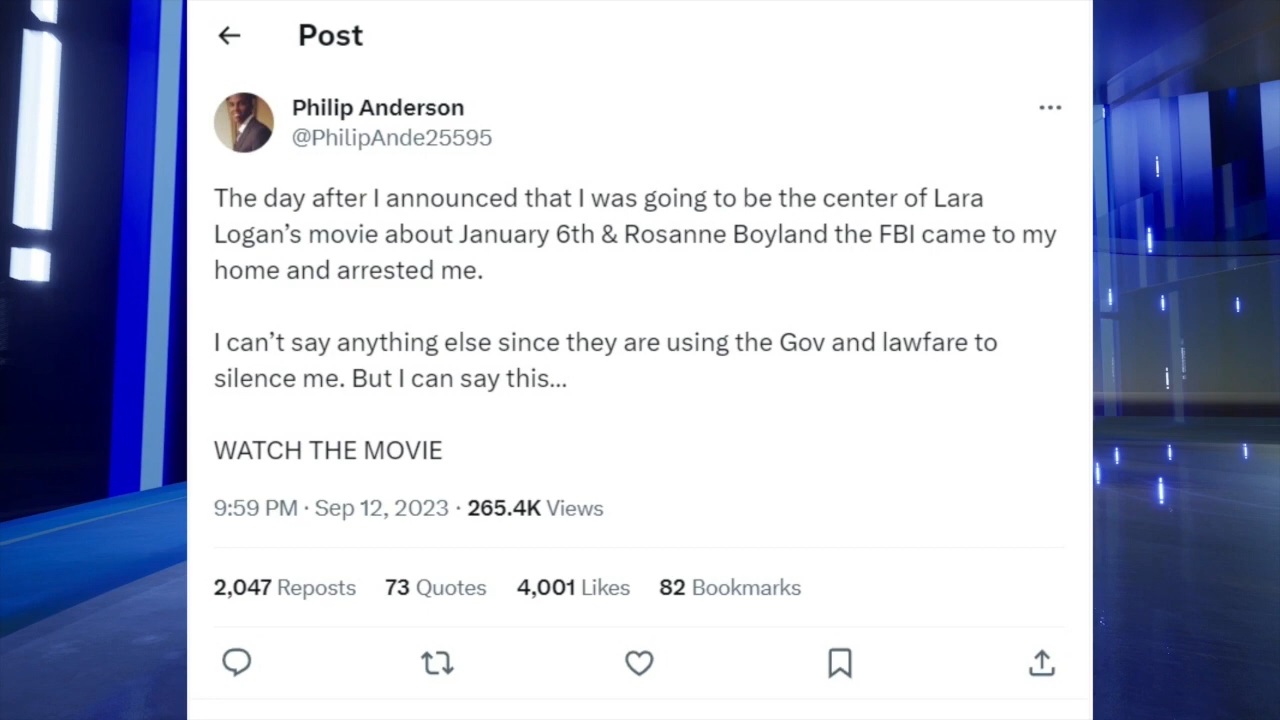 Post
Philip Anderson
@PhilipAnde25595
The day after I announced that I was going to be the center of Lara
Logan’s movie about January 6th & Rosanne Boyland the FBI came to my
home and arrested me.
I can’t say anything else since they are using the Gov and lawfare to
silence me. But I can say this...
WATCH THE MOVIE
9:59 PM · Sep 12, 2023 · 265.4K Views
2,047 Reposts 73 Quotes 4,001 Likes 82 Bookmarks